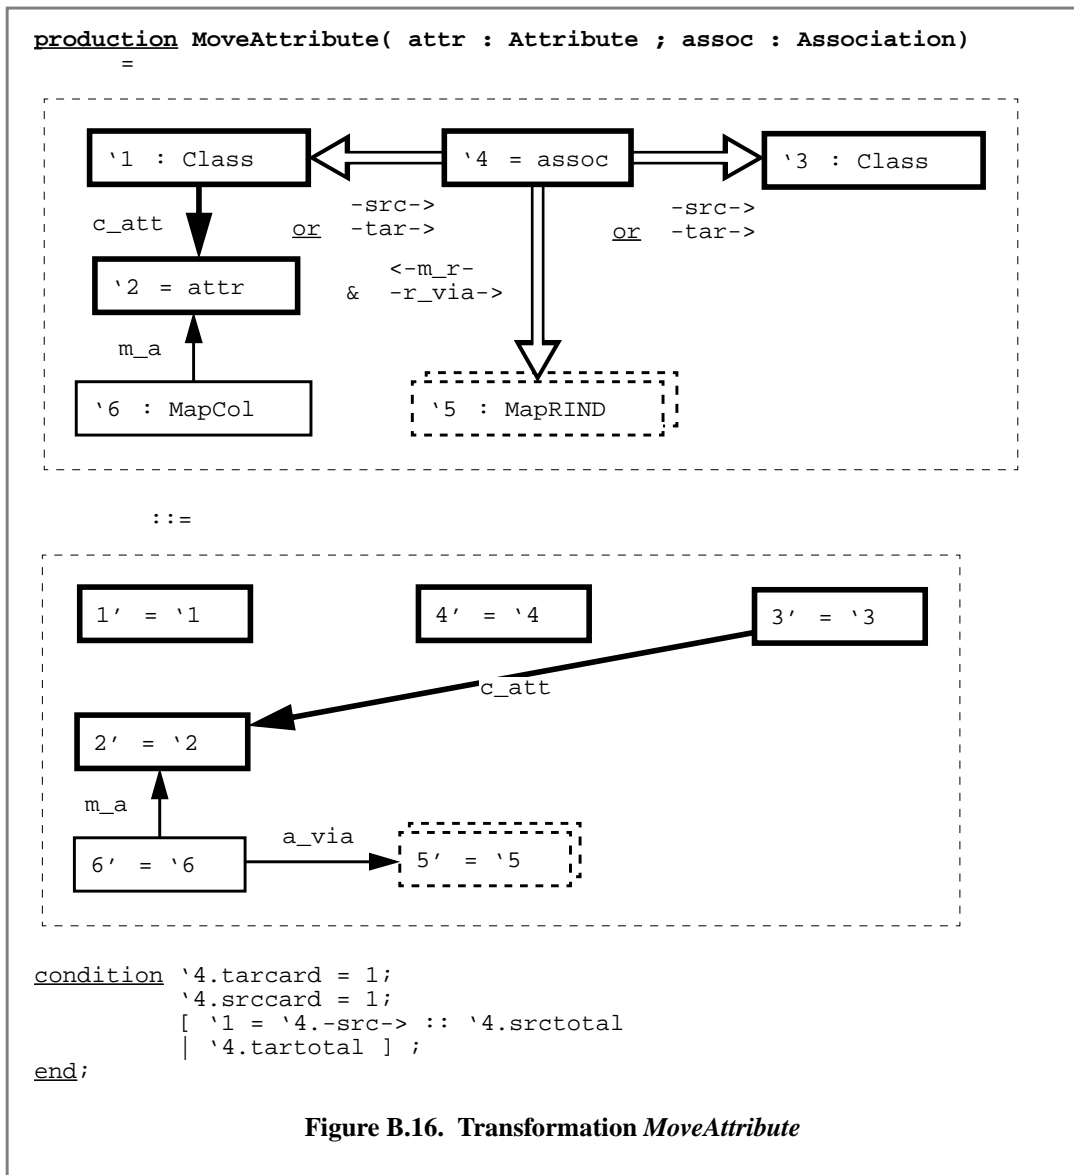 production MoveAttribute( attr : Attribute ; assoc : Association)
=
‘1 : Class
‘4 = assoc
‘3 : Class
c_att
or -src-> -tar->
or -src-> -tar->
‘2 = attr
<-m_r-
& -r_via->
m_a
‘6 : MapCol
‘5 : MapRIND
::=
1’ = ‘1
4’ = ‘4
3’ = ‘3
c_att
2’ = ‘2
m_a
a_via
6’ = ‘6
5’ = ‘5
condition ‘4.tarcard = 1;
‘4.srccard = 1;
[ ‘1 = ‘4.-src-> :: ‘4.srctotal
| ‘4.tartotal ] ;
end;
Figure B.16. Transformation MoveAttribute